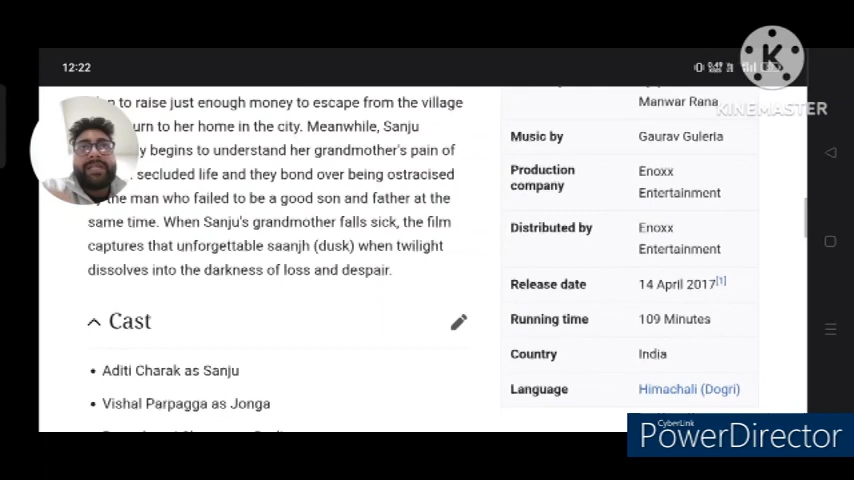 12:22
KINEMASTER
to raise just enough money to escape from the village
to her home in the city. Meanwhile, Sanju
begins to understand her grandmother's pain of
secluded life and they bond over being ostracised
the man who failed to be a good son and father at the
same time. When Sanju's grandmother falls sick, the film
captures that unforgettable saanjh (dusk) when twilight
dissolves into the darkness of loss and despair.
Cast
• Aditi Charak as Sanju
• Vishal Parpagga as Jonga
Manwar Rana
Music by Gaurav Guleria
Production company Enoxx Entertainment
Distributed by Enoxx Entertainment
Release date 14 April 2017[1]
Running time 109 Minutes
Country India
Language Himachali (Dogri)
CyberLink
PowerDirector